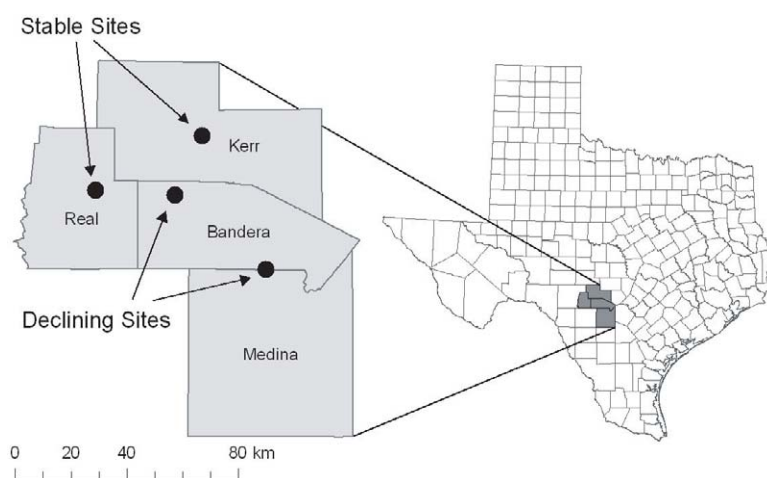 Stable Sites
Kerr
Real
Bandera
Declining Sites
Medina
0 20 40 80 km